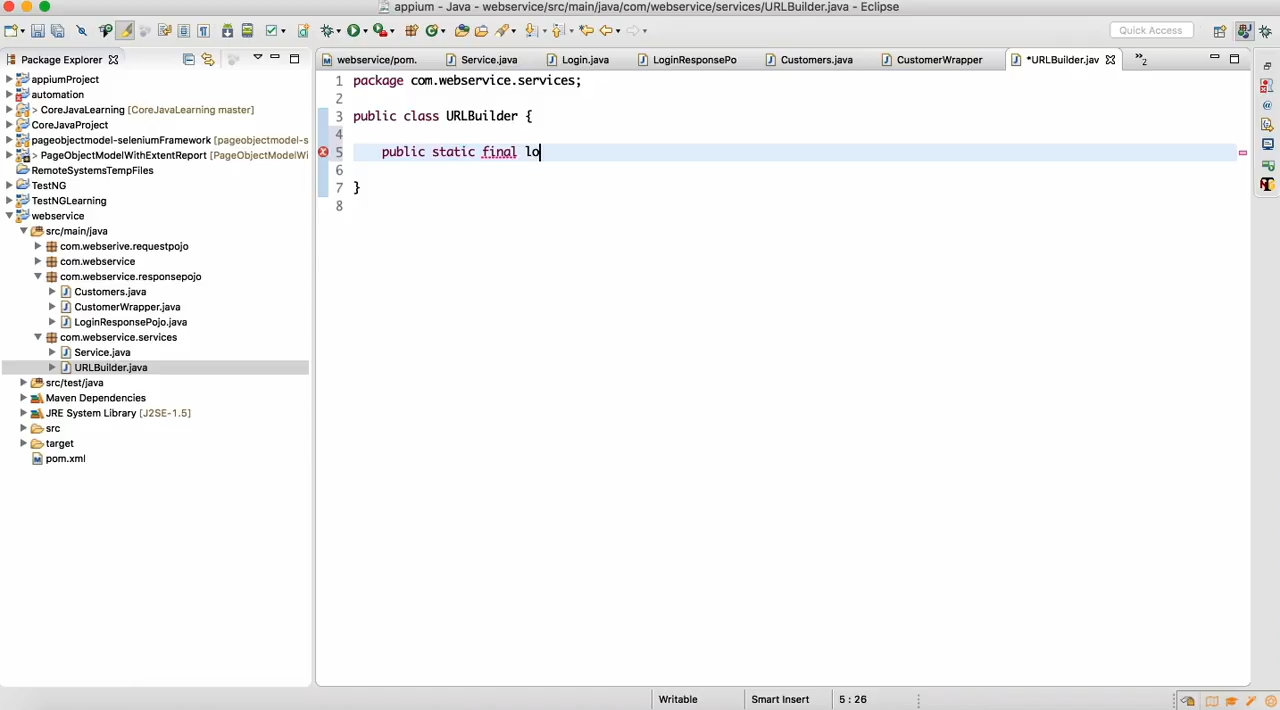 appium - Java - webservice/src/main/java/com/webservice/services/URLBuilder.java - Eclipse
Quick Access
Package Explorer
webservice/pom.
Service.java
Login.java
LoginResponsePo
Customers.java
CustomerWrapper
*URLBuilder.jav
»2
appiumProject
automation
> CoreJavaLearning [CoreJavaLearning master]
CoreJavaProject
pageobjectmodel-seleniumFramework [pageobjectmodel-s
> PageObjectModelWithExtentReport [PageObjectModelWi
RemoteSystemsTempFiles
TestNG
TestNGLearning
webservice
src/main/java
com.webserive.requestpojo
com.webservice
com.webservice.responsepojo
Customers.java
CustomerWrapper.java
LoginResponsePojo.java
com.webservice.services
Service.java
URLBuilder.java
src/test/java
Maven Dependencies
JRE System Library [J2SE-1.5]
src
target
pom.xml
1 package com.webservice.services;
2
3 public class URLBuilder {
4
5 public static final lo
6
7 }
8
Writable
Smart Insert
5 : 26